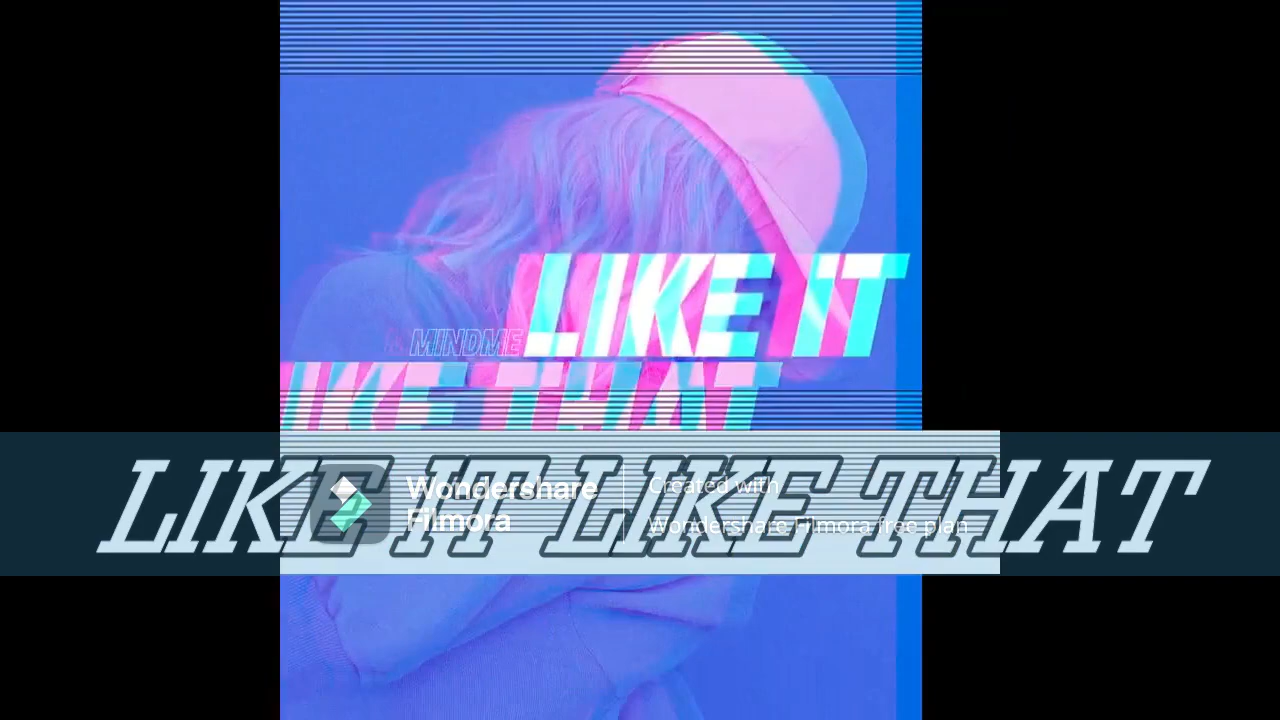 LIKE IT
MINDME
LIKE THAT
LIKE IT LIKE THAT
Wondershare
Filmora
Created with
Wondershare Filmora free plan